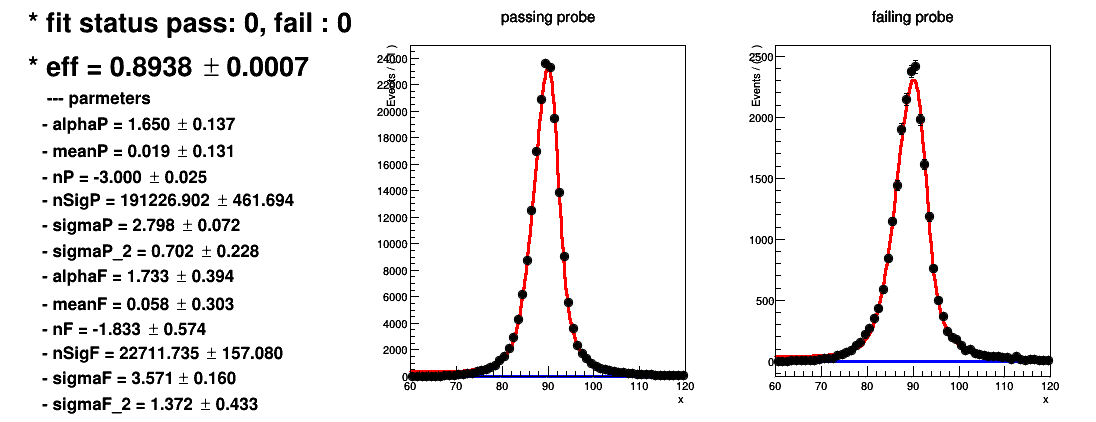 * fit status pass: 0, fail : 0
* eff = 0.8938 ± 0.0007
--- parmeters
- alphaP = 1.650 ± 0.137
- meanP = 0.019 ± 0.131
- nP = -3.000 ± 0.025
- nSigP = 191226.902 ± 461.694
- sigmaP = 2.798 ± 0.072
- sigmaP_2 = 0.702 ± 0.228
- alphaF = 1.733 ± 0.394
- meanF = 0.058 ± 0.303
- nF = -1.833 ± 0.574
- nSigF = 22711.735 ± 157.080
- sigmaF = 3.571 ± 0.160
- sigmaF_2 = 1.372 ± 0.433
passing probe
Events /
24000
22000
20000
18000
16000
14000
12000
10000
8000
6000
4000
2000
0
60 70 80 90 100 110 120
x
failing probe
Events /
2500
2000
1500
1000
500
0
60 70 80 90 100 110 120
x